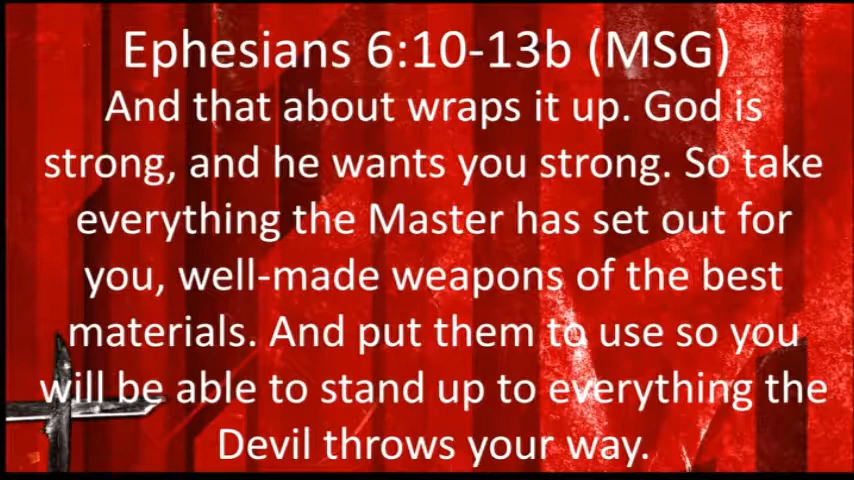 Ephesians 6:10-13b (MSG)
And that about wraps it up. God is
strong, and he wants you strong. So take
everything the Master has set out for
you, well-made weapons of the best
materials. And put them to use so you
will be able to stand up to everything the
Devil throws your way.